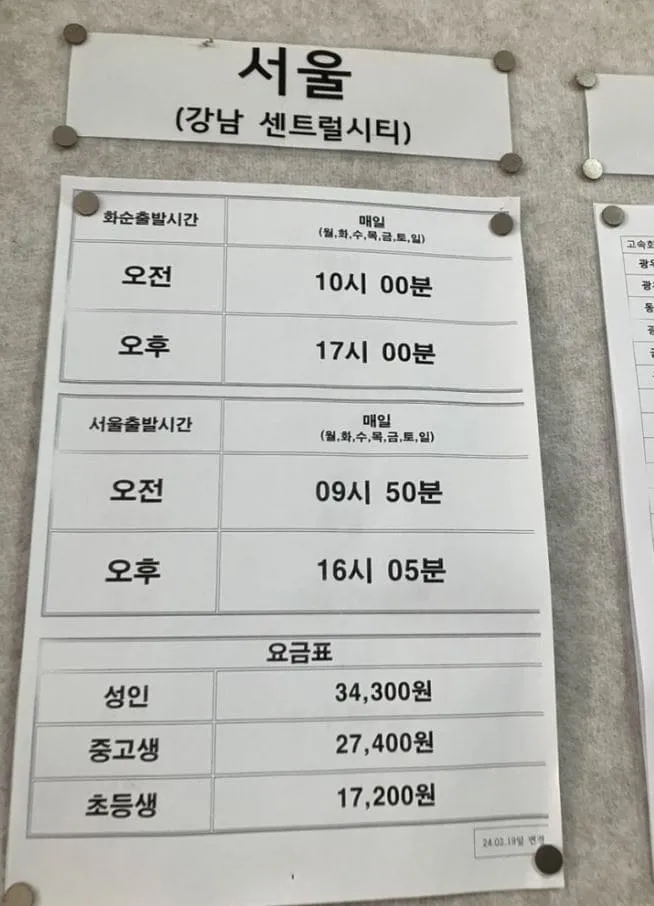 서울
(강남 센트럴시티)
화순출발시간 매일
(월,화,수,목,금,토,일)
오전 10시 00분
오후 17시 00분
서울출발시간 매일
(월,화,수,목,금,토,일)
오전 09시 50분
오후 16시 05분
요금표
성인 34,300원
중고생 27,400원
초등생 17,200원